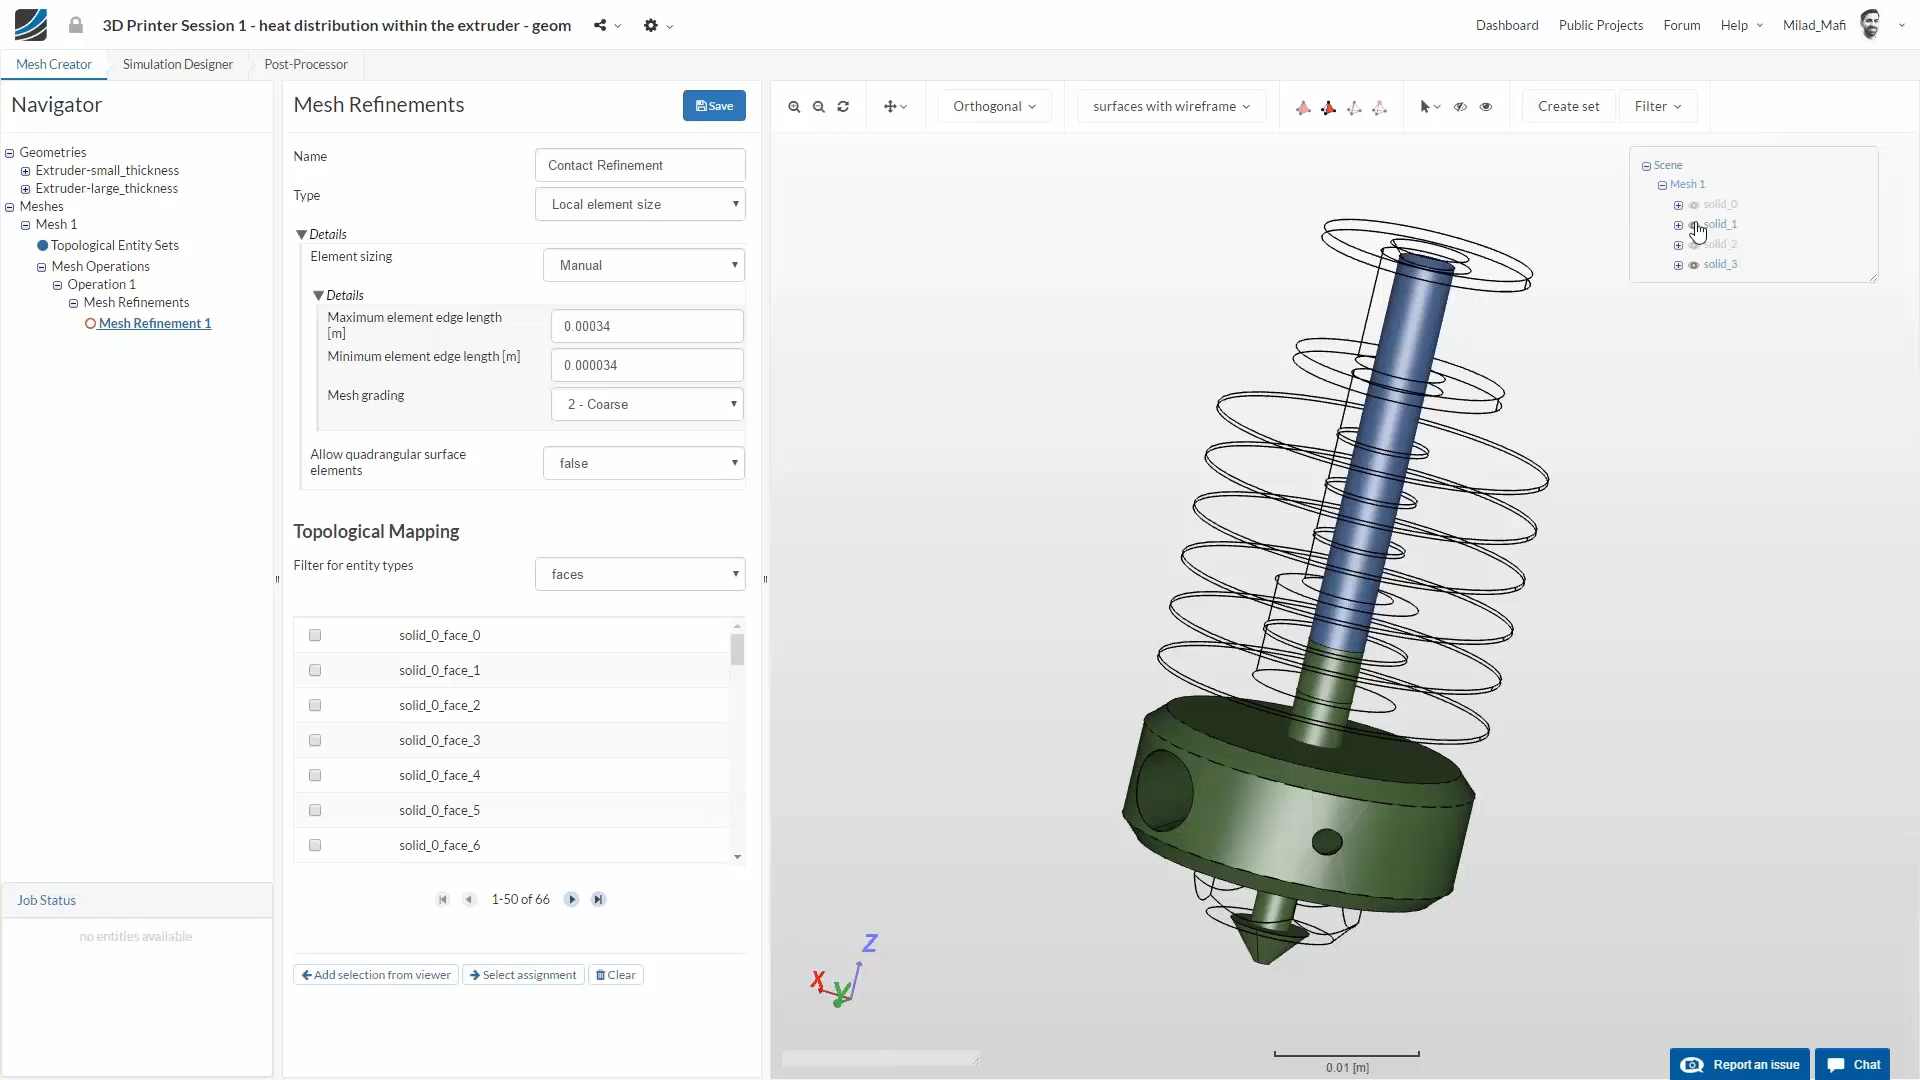 3D Printer Session 1 - heat distribution within the extruder - geom
Dashboard
Public Projects
Forum
Help
Milad_Mafi
Mesh Creator
Simulation Designer
Post-Processor
Navigator
Geometries
Extruder-small_thickness
Extruder-large_thickness
Meshes
Mesh 1
Topological Entity Sets
Mesh Operations
Operation 1
Mesh Refinements
Mesh Refinement 1
Job Status
no entities available
Mesh Refinements
Save
Name
Contact Refinement
Type
Local element size
Details
Element sizing
Manual
Details
Maximum element edge length
[m]
0.00034
Minimum element edge length [m]
0.000034
Mesh grading
2 - Coarse
Allow quadrangular surface
elements
false
Topological Mapping
Filter for entity types
faces
solid_0_face_0
solid_0_face_1
solid_0_face_2
solid_0_face_3
solid_0_face_4
solid_0_face_5
solid_0_face_6
1-50 of 66
Add selection from viewer
Select assignment
Clear
Orthogonal
surfaces with wireframe
Create set
Filter
Scene
Mesh 1
solid_0
solid_1
solid_2
solid_3
Z
X
Y
0.01 [m]
Report an issue
Chat